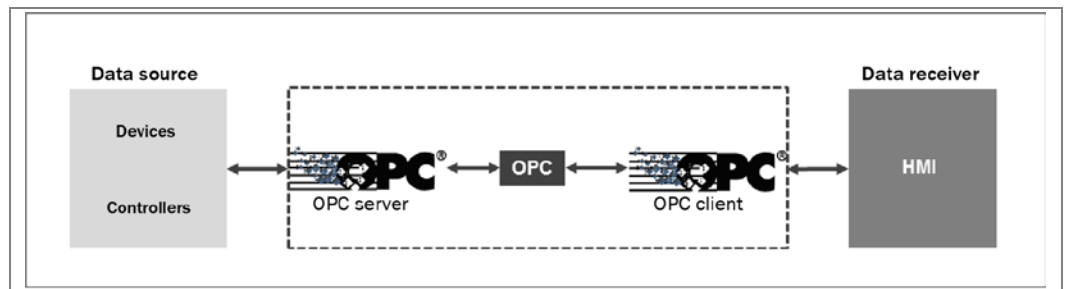 Data source
Data receiver
Devices
Controllers
OPC®
OPC server
OPC
OPC®
OPC client
HMI